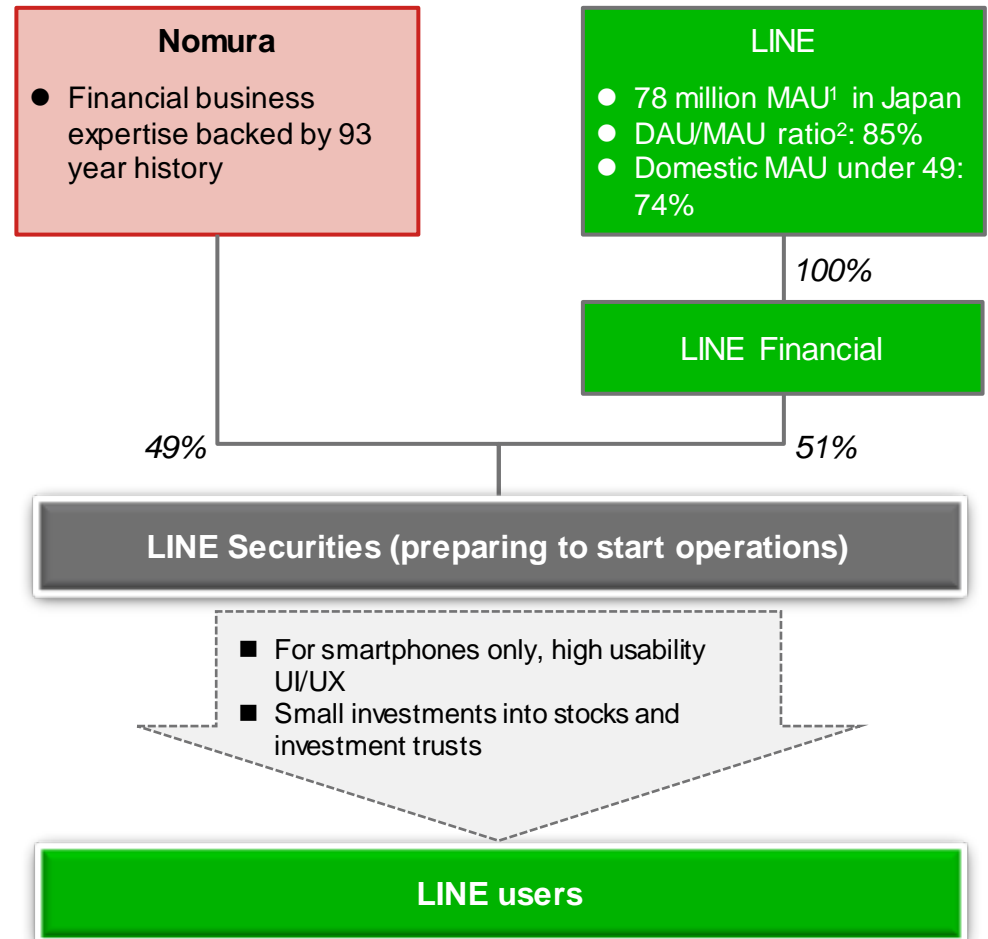 Nomura
● Financial business
expertise backed by 93
year history
LINE
● 78 million MAU¹ in Japan
● DAU/MAU ratio²: 85%
● Domestic MAU under 49:
74%
100%
LINE Financial
49%
51%
LINE Securities (preparing to start operations)
■ For smartphones only, high usability
UI/UX
■ Small investments into stocks and
investment trusts
LINE users